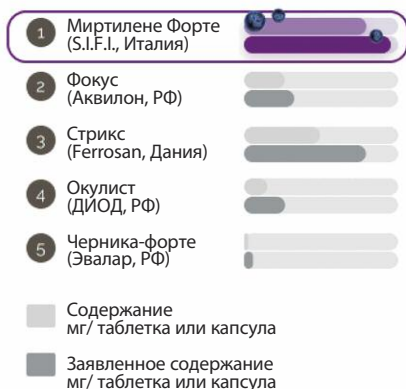 1 Миртилене Форте
(S.I.F.I., Италия)
2 Фокус
(Аквилон, РФ)
3 Стрикс
(Ferrosan, Дания)
4 Окулист
(ДИОД, РФ)
5 Черника-форте
(Эвалар, РФ)
Содержание
мг/ таблетка или капсула
Заявленное содержание
мг/ таблетка или капсула